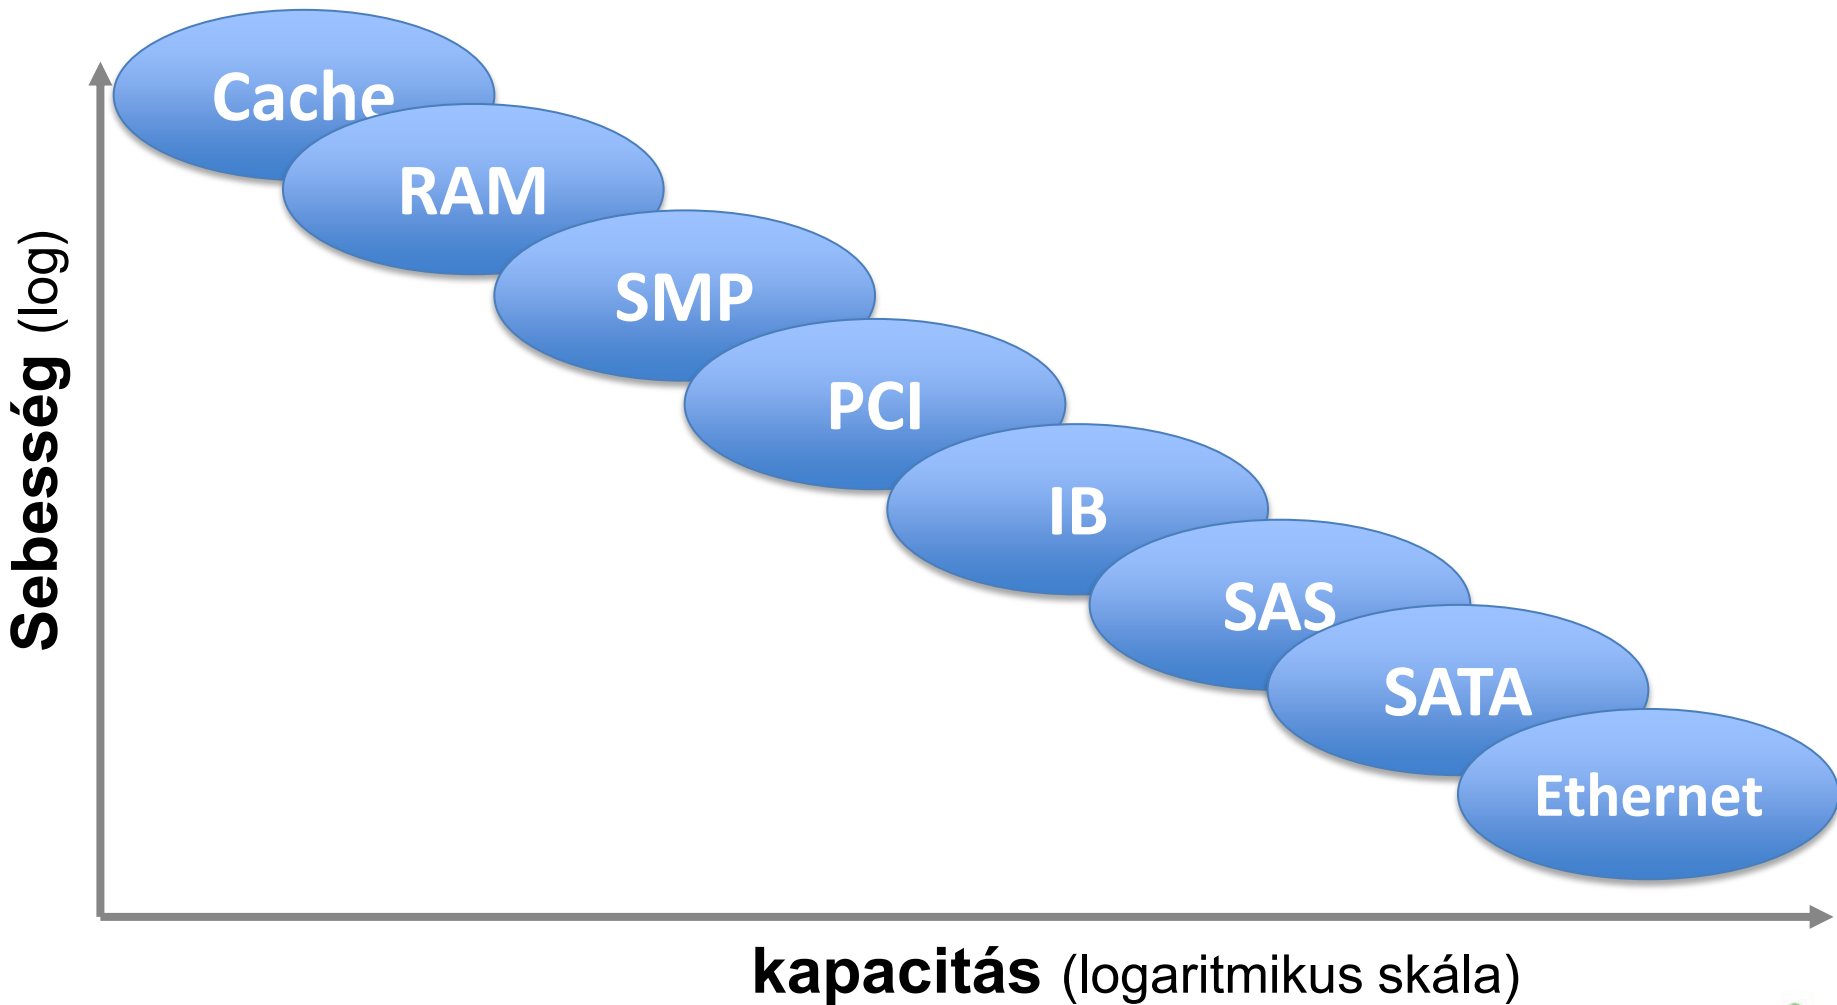 Cache
RAM
SMP
PCI
IB
SAS
SATA
Ethernet
Sebesség (log)
kapacitás (logaritmikus skála)